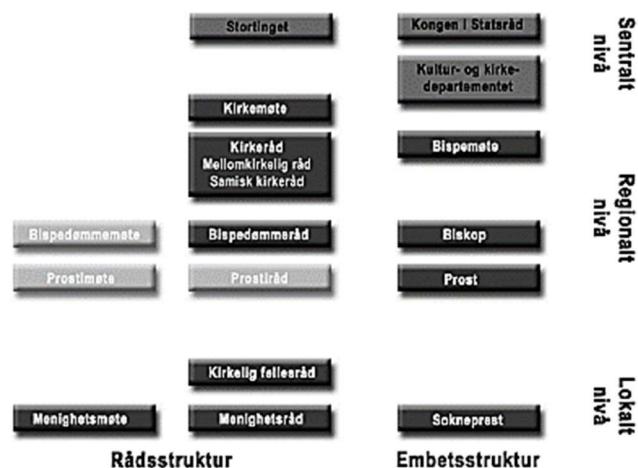 Stortinget
Kongen i Statsråd
Kultur- og kirke-
departementet
Kirkemøte
Kirkeråd
Mellomkirkelig råd
Samisk kirkeråd
Bispemøte
Bispedømmemøte
Bispedømmeråd
Biskop
Prostimøte
Prostiråd
Prost
Kirkelig fellesråd
Menighetsmøte
Menighetsråd
Sokneprest
Rådsstruktur
Embetsstruktur
Sentralt
nivå
Regionalt
nivå
Lokalt
nivå